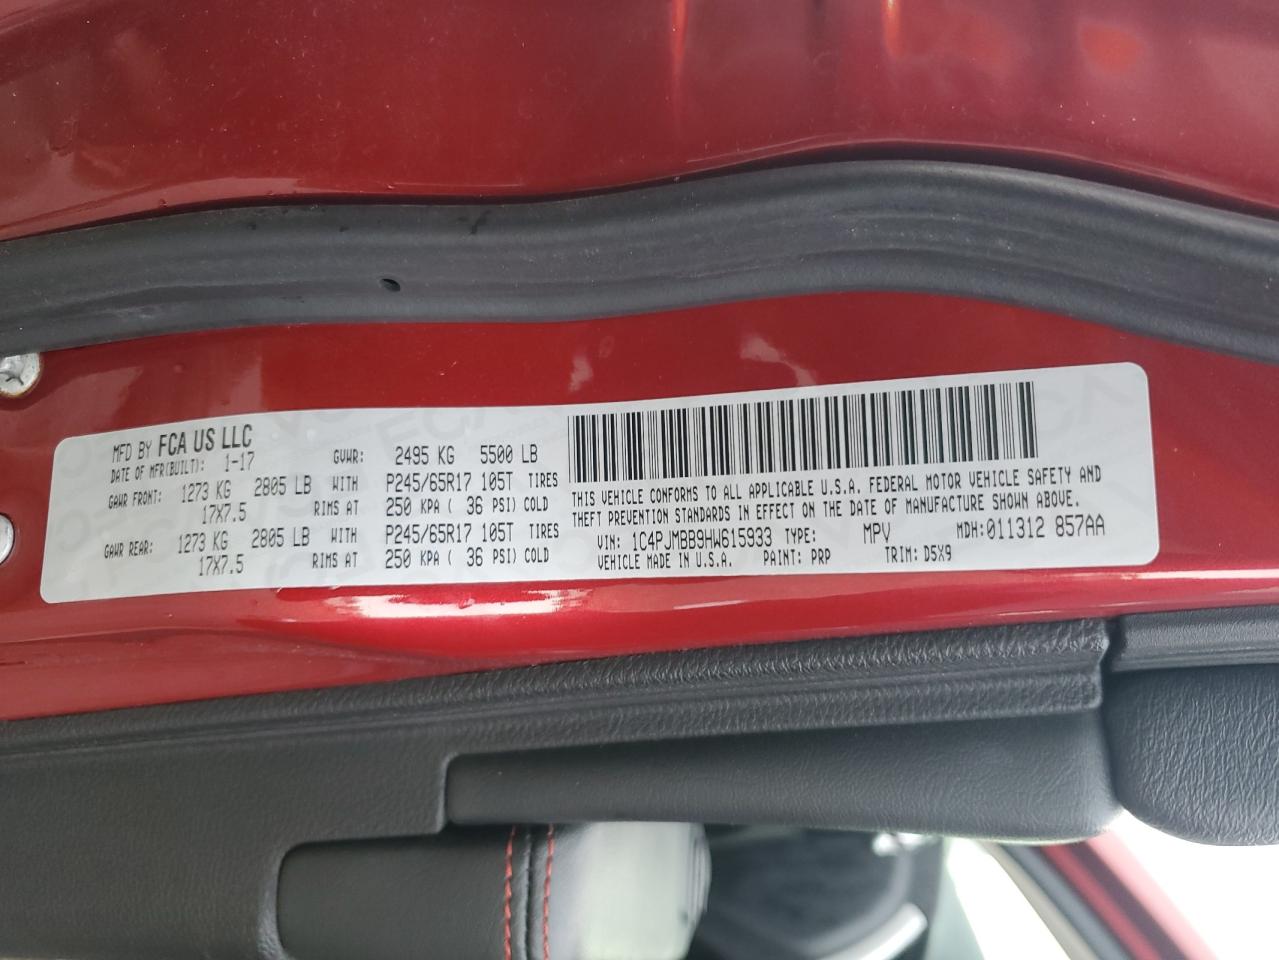 MFD BY FCA US LLC
DATE OF MFR(BUILT): 1-17 GVWR: 2495 KG 5500 LB
GAWR FRONT: 1273 KG 2805 LB WITH P245/65R17 105T TIRES
17X7.5 RIMS AT 250 KPA ( 36 PSI) COLD
GAWR REAR: 1273 KG 2805 LB WITH P245/65R17 105T TIRES
17X7.5 RIMS AT 250 KPA ( 36 PSI) COLD
THIS VEHICLE CONFORMS TO ALL APPLICABLE U.S.A. FEDERAL MOTOR VEHICLE SAFETY AND
THEFT PREVENTION STANDARDS IN EFFECT ON THE DATE OF MANUFACTURE SHOWN ABOVE.
VIN: 1C4PJMBB9HW615933 TYPE: MPV MDH:011312 857AA
VEHICLE MADE IN U.S.A. PAINT: PRP TRIM: D5X9